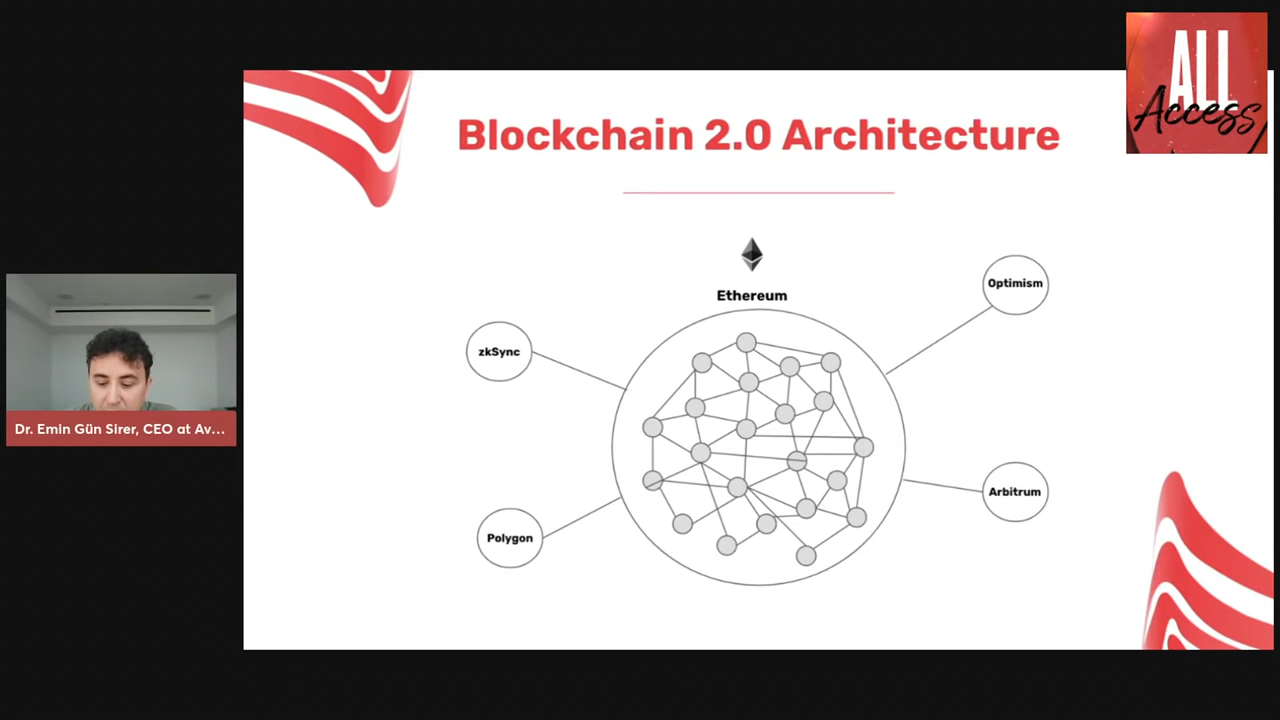 ALL
Access
Blockchain 2.0 Architecture
Ethereum
Optimism
zkSync
Arbitrum
Polygon
Dr. Emin Gün Sirer, CEO at Av...